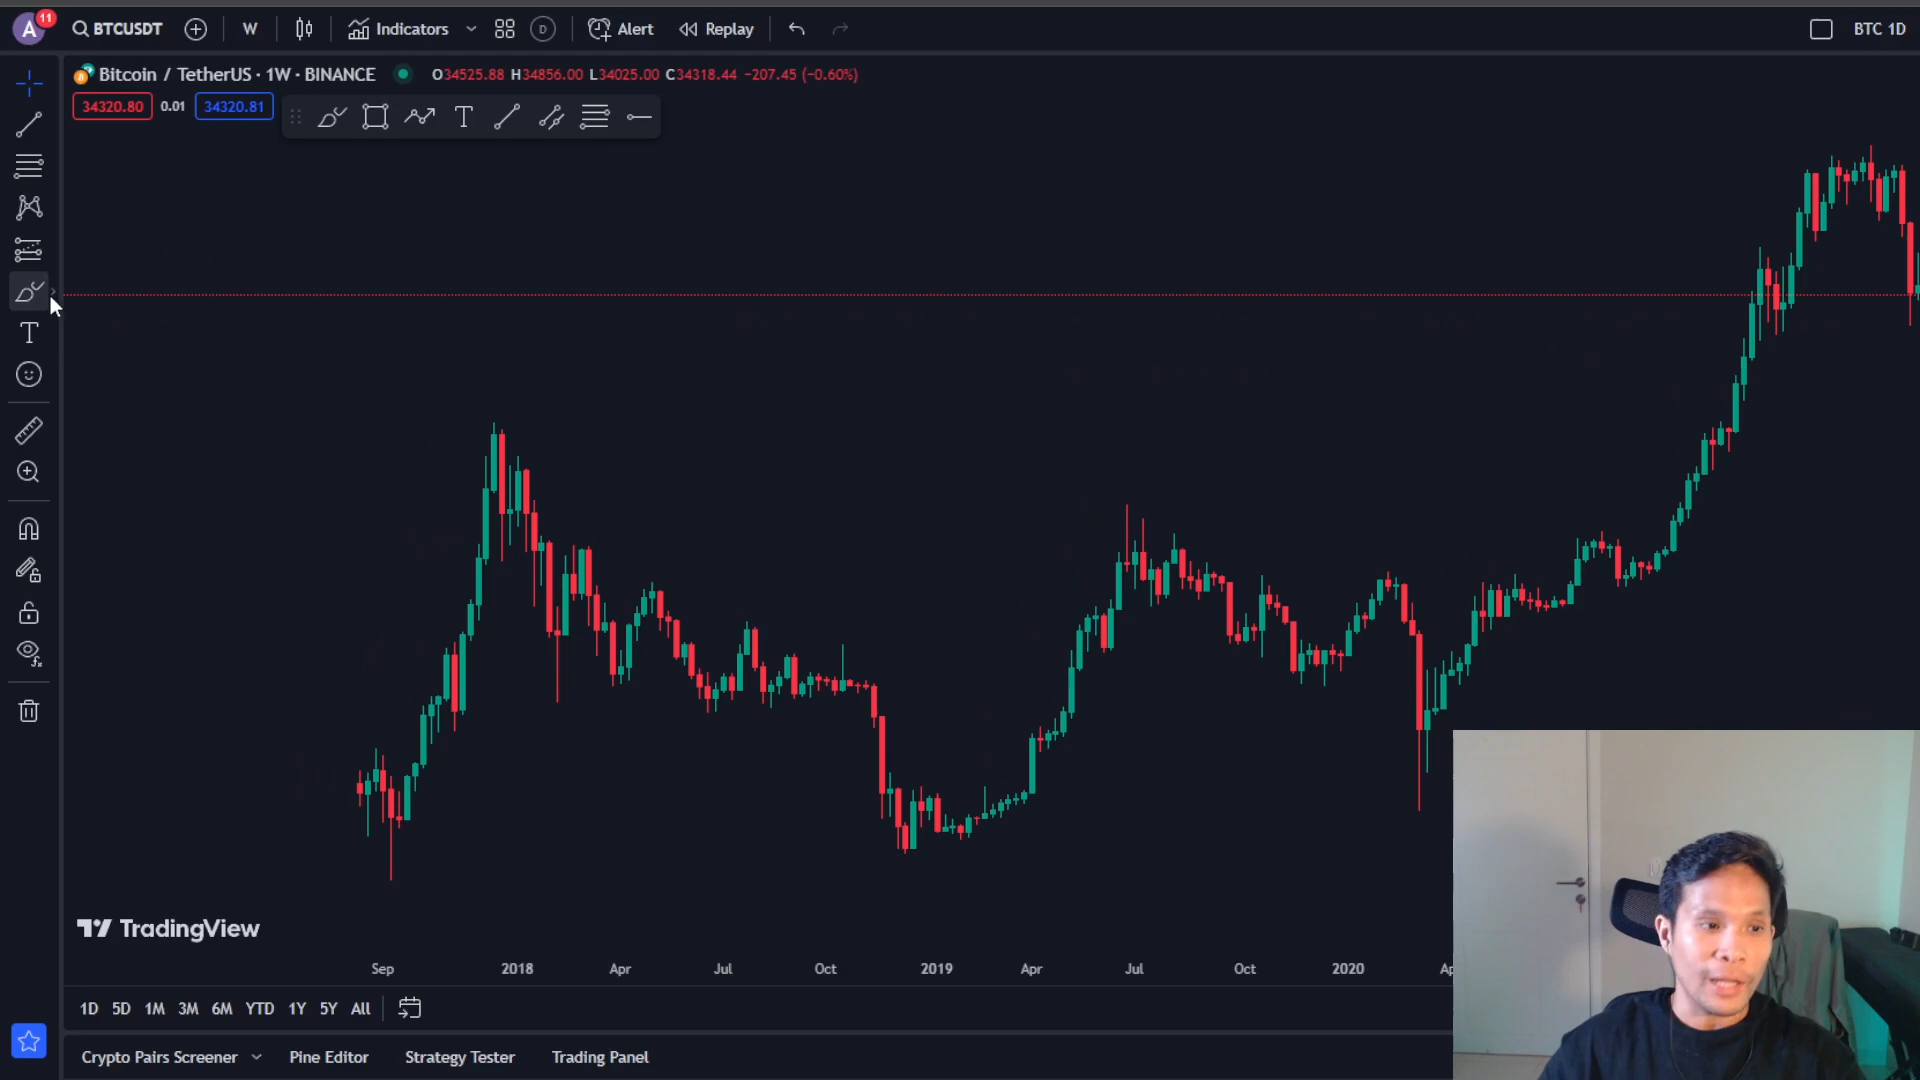 A 11 BTCUSDT W Indicators D Alert Replay BTC 1D
Bitcoin / TetherUS · 1W · BINANCE O34525.88 H34856.00 L34025.00 C34318.44 −207.45 (−0.60%)
34320.80 0.01 34320.81
T
T
TradingView
Sep 2018 Apr Jul Oct 2019 Apr Jul Oct 2020
1D 5D 1M 3M 6M YTD 1Y 5Y All
Crypto Pairs Screener Pine Editor Strategy Tester Trading Panel